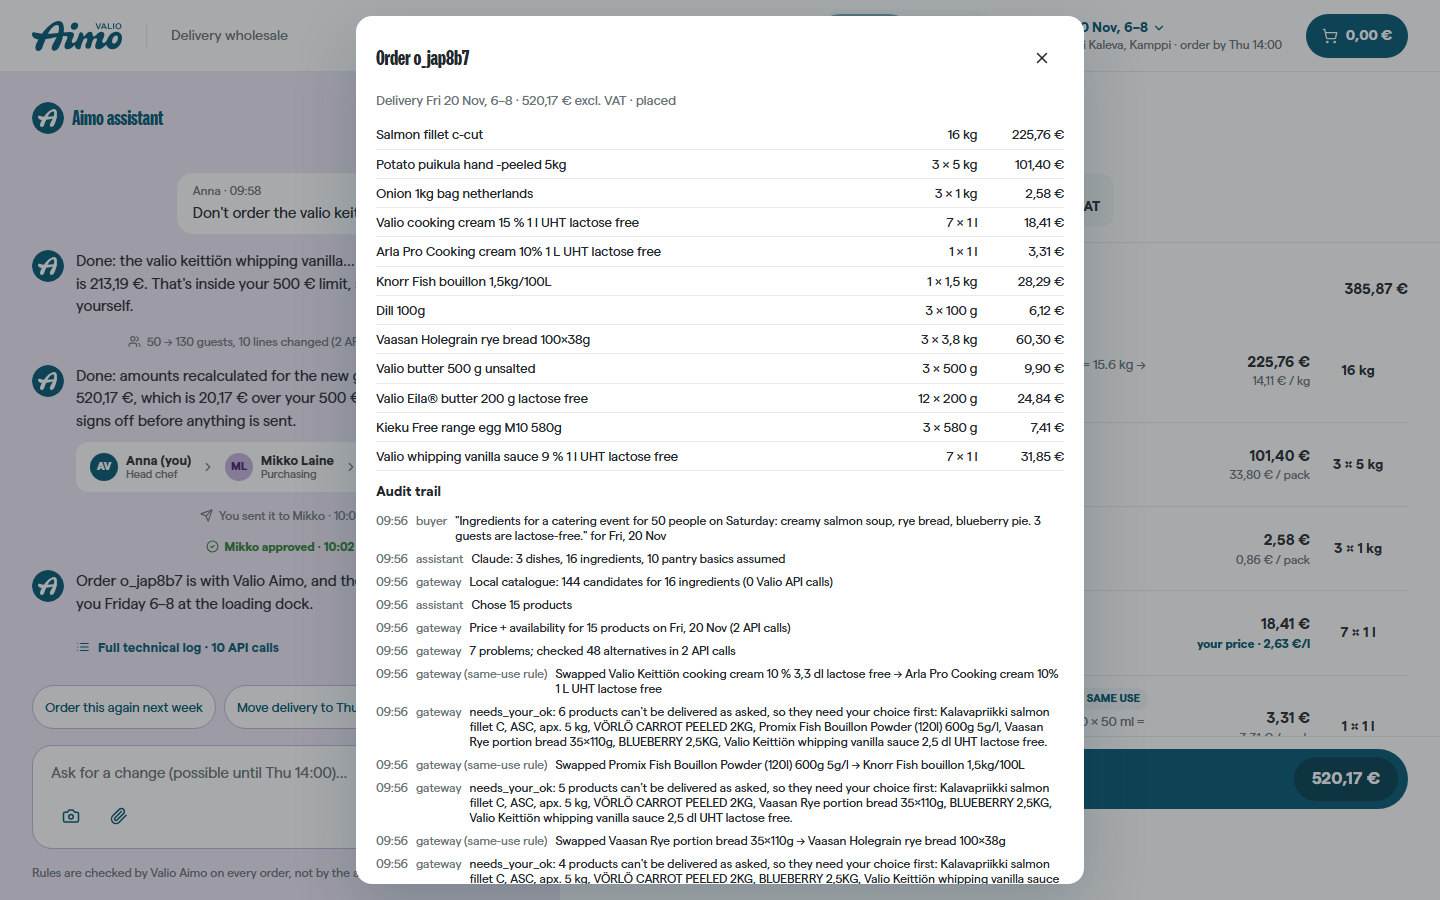 VALIO
Aimo
Delivery wholesale
0 Nov, 6–8
i Kaleva, Kamppi · order by Thu 14:00
0,00 €
Aimo assistant
Anna · 09:58
Don't order the valio keit
Done: the valio keittiön whipping vanilla...
is 213,19 €. That's inside your 500 € limit,
yourself.
50 → 130 guests, 10 lines changed (2 AF
Done: amounts recalculated for the new g
520,17 €, which is 20,17 € over your 500 €
signs off before anything is sent.
AV
Anna (you)
Head chef
ML
Mikko Laine
Purchasing
You sent it to Mikko · 10:0
Mikko approved · 10:02
Order o_jap8b7 is with Valio Aimo, and the
you Friday 6–8 at the loading dock.
Full technical log · 10 API calls
Order this again next week
Move delivery to Thu
Ask for a change (possible until Thu 14:00)...
Rules are checked by Valio Aimo on every order, not by the a
Order o_jap8b7
Delivery Fri 20 Nov, 6–8 · 520,17 € excl. VAT · placed
Salmon fillet c-cut 16 kg 225,76 €
Potato puikula hand -peeled 5kg 3 × 5 kg 101,40 €
Onion 1kg bag netherlands 3 × 1 kg 2,58 €
Valio cooking cream 15 % 1 l UHT lactose free 7 × 1 l 18,41 €
Arla Pro Cooking cream 10% 1 L UHT lactose free 1 × 1 l 3,31 €
Knorr Fish bouillon 1,5kg/100L 1 × 1,5 kg 28,29 €
Dill 100g 3 × 100 g 6,12 €
Vaasan Holegrain rye bread 100×38g 3 × 3,8 kg 60,30 €
Valio butter 500 g unsalted 3 × 500 g 9,90 €
Valio Eila® butter 200 g lactose free 12 × 200 g 24,84 €
Kieku Free range egg M10 580g 3 × 580 g 7,41 €
Valio whipping vanilla sauce 9 % 1 l UHT lactose free 7 × 1 l 31,85 €
Audit trail
09:56 buyer "Ingredients for a catering event for 50 people on Saturday: creamy salmon soup, rye bread, blueberry pie. 3
guests are lactose-free." for Fri, 20 Nov
09:56 assistant Claude: 3 dishes, 16 ingredients, 10 pantry basics assumed
09:56 gateway Local catalogue: 144 candidates for 16 ingredients (0 Valio API calls)
09:56 assistant Chose 15 products
09:56 gateway Price + availability for 15 products on Fri, 20 Nov (2 API calls)
09:56 gateway 7 problems; checked 48 alternatives in 2 API calls
09:56 gateway (same-use rule) Swapped Valio Keittiön cooking cream 10 % 3,3 dl lactose free → Arla Pro Cooking cream 10%
1 L UHT lactose free
09:56 gateway needs_your_ok: 6 products can't be delivered as asked, so they need your choice first: Kalavapriikki salmon
fillet C, ASC, apx. 5 kg, VÖRLÖ CARROT PEELED 2KG, Promix Fish Bouillon Powder (120l) 600g 5g/l, Vaasan
Rye portion bread 35×110g, BLUEBERRY 2,5KG, Valio Keittiön whipping vanilla sauce 2,5 dl UHT lactose free.
09:56 gateway (same-use rule) Swapped Promix Fish Bouillon Powder (120l) 600g 5g/l → Knorr Fish bouillon 1,5kg/100L
09:56 gateway needs_your_ok: 5 products can't be delivered as asked, so they need your choice first: Kalavapriikki salmon
fillet C, ASC, apx. 5 kg, VÖRLÖ CARROT PEELED 2KG, Vaasan Rye portion bread 35×110g, BLUEBERRY 2,5KG,
Valio Keittiön whipping vanilla sauce 2,5 dl UHT lactose free.
09:56 gateway (same-use rule) Swapped Vaasan Rye portion bread 35×110g → Vaasan Holegrain rye bread 100×38g
09:56 gateway needs_your_ok: 4 products can't be delivered as asked, so they need your choice first: Kalavapriikki salmon
fillet C, ASC, apx. 5 kg, VÖRLÖ CARROT PEELED 2KG, BLUEBERRY 2,5KG, Valio Keittiön whipping vanilla sauce
AT
385,87 €
= 15.6 kg →
225,76 €
14,11 € / kg
16 kg
101,40 €
33,80 € / pack
3 × 5 kg
2,58 €
0,86 € / pack
3 × 1 kg
18,41 €
your price · 2,63 €/l
7 × 1 l
SAME USE
0 × 50 ml =
3,31 €
1 × 1 l
520,17 €